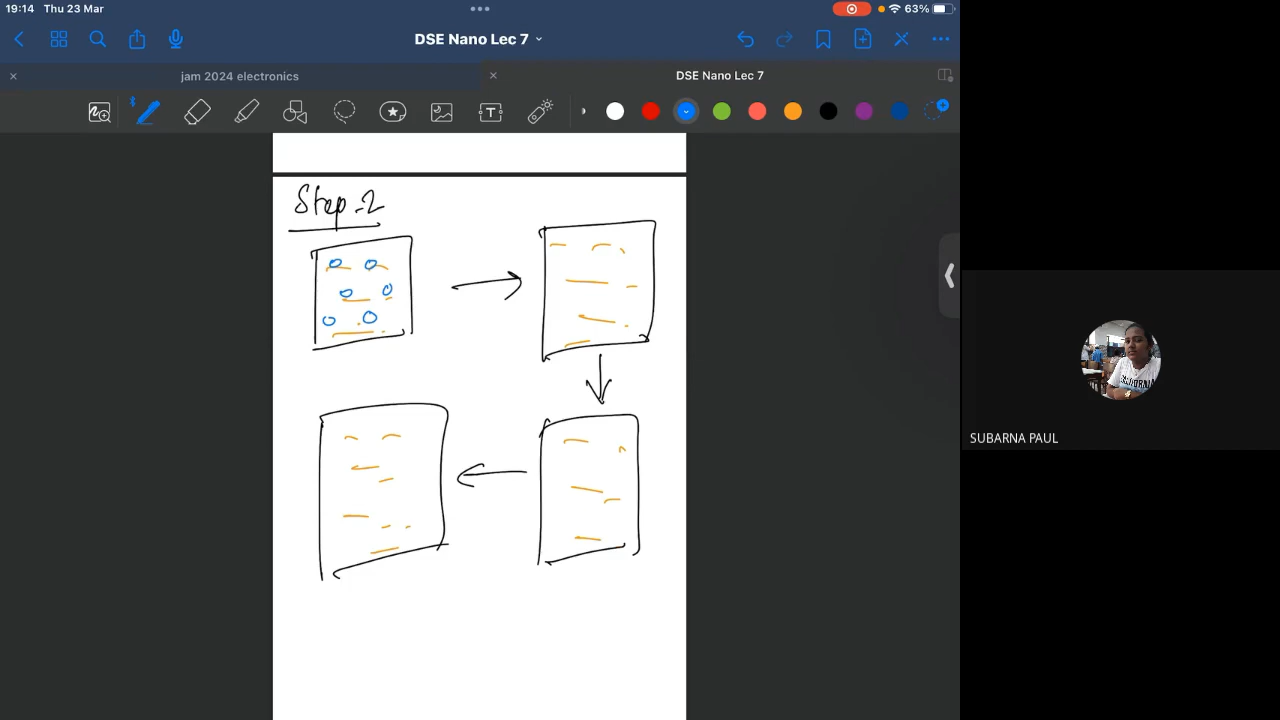 19:14 Thu 23 Mar
63%
DSE Nano Lec 7
jam 2024 electronics
DSE Nano Lec 7
T
Step-2
SUBARNA PAUL